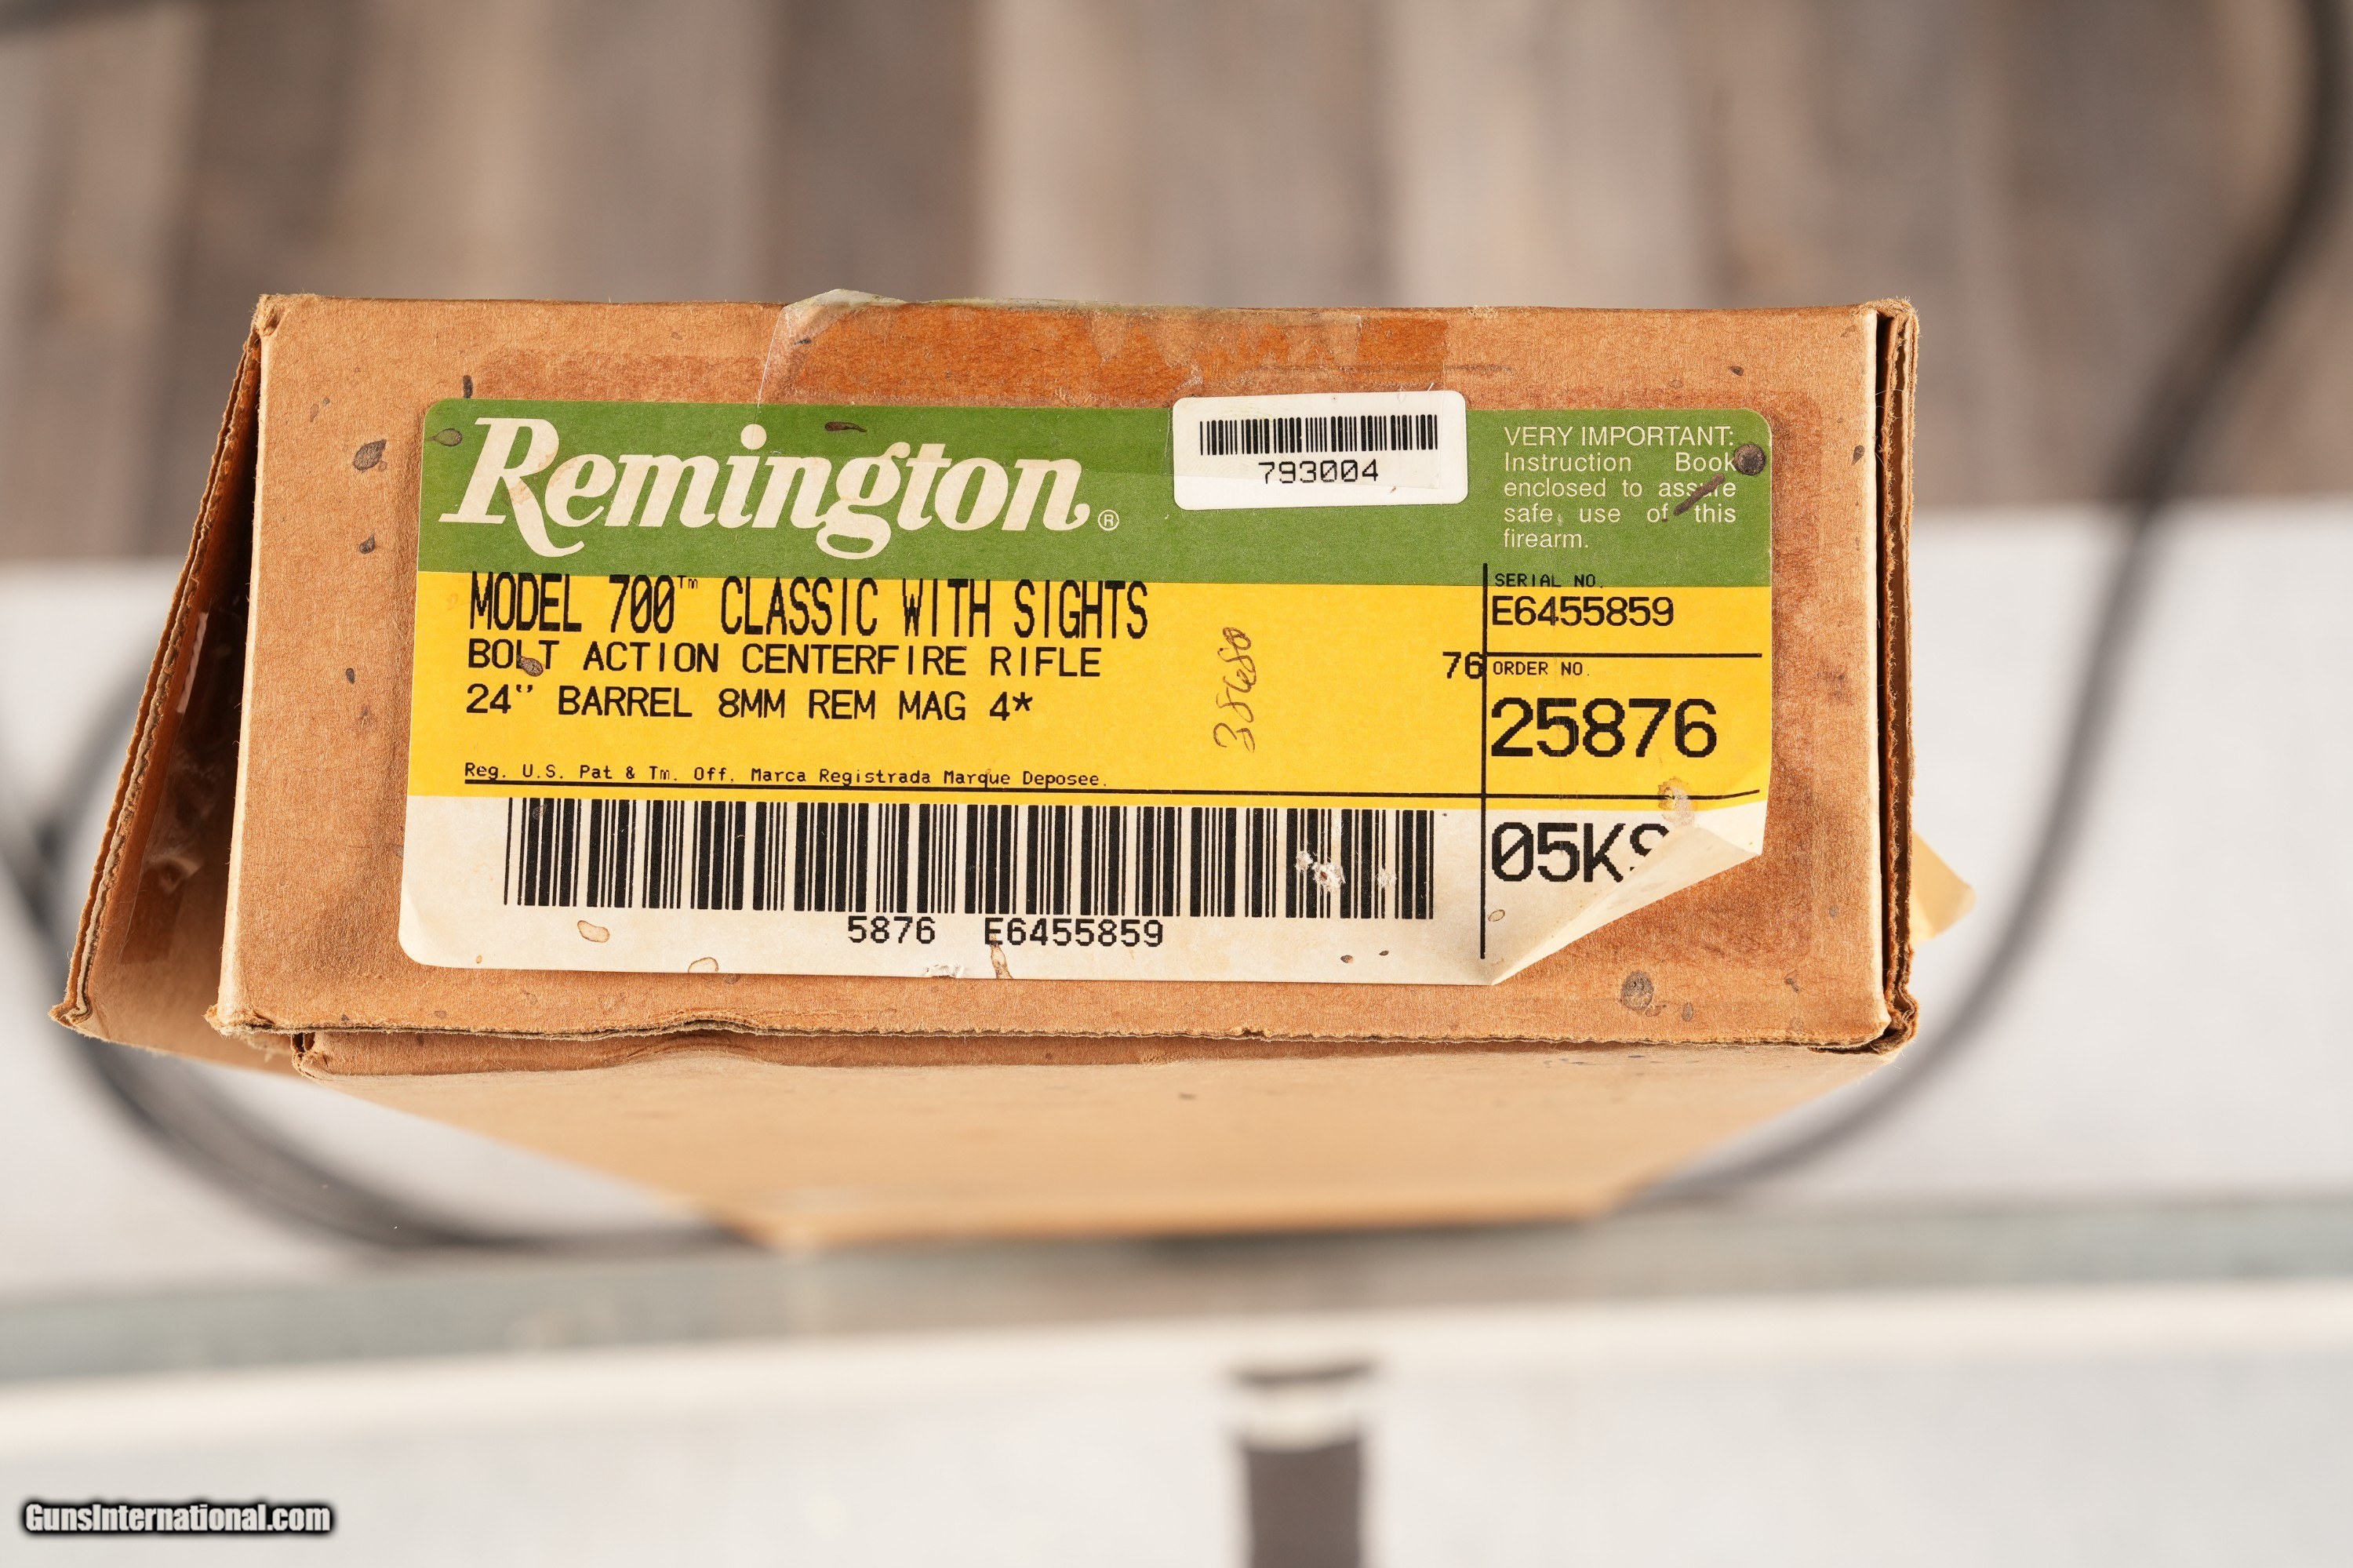 Remington®
793004
VERY IMPORTANT:
Instruction Book
enclosed to assure
safe use of this
firearm.
MODEL 700™ CLASSIC WITH SIGHTS
BOLT ACTION CENTERFIRE RIFLE
24" BARREL 8MM REM MAG 4*
Reg. U.S. Pat & Tm. Off. Marca Registrada Marque Deposee.
76
SERIAL NO.
E6455859
ORDER NO.
25876
5876 E6455859
GunsInternational.com